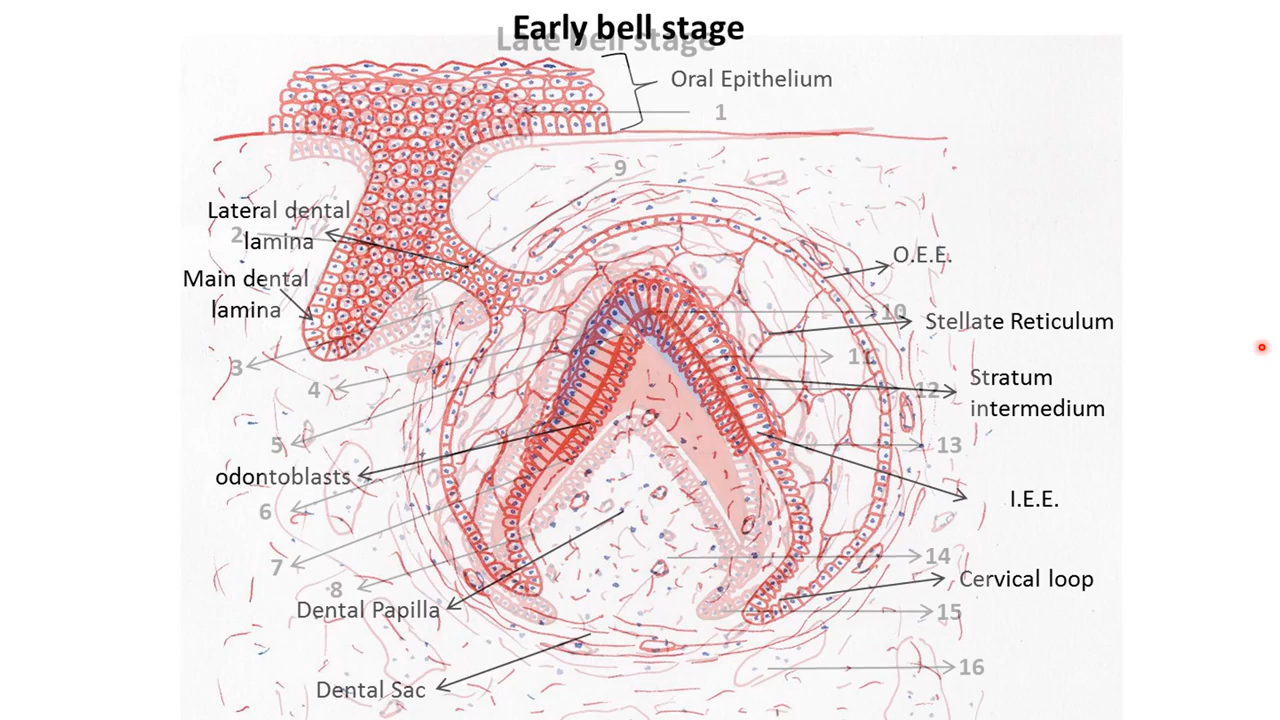 Early bell stage
Late bell stage
Oral Epithelium
1
9
Lateral dental
lamina
2
Main dental
lamina
O.E.E.
10
Stellate Reticulum
11
3
4
Stratum
intermedium
12
5
13
odontoblasts
6
I.E.E.
7
14
8
Cervical loop
Dental Papilla
15
16
Dental Sac